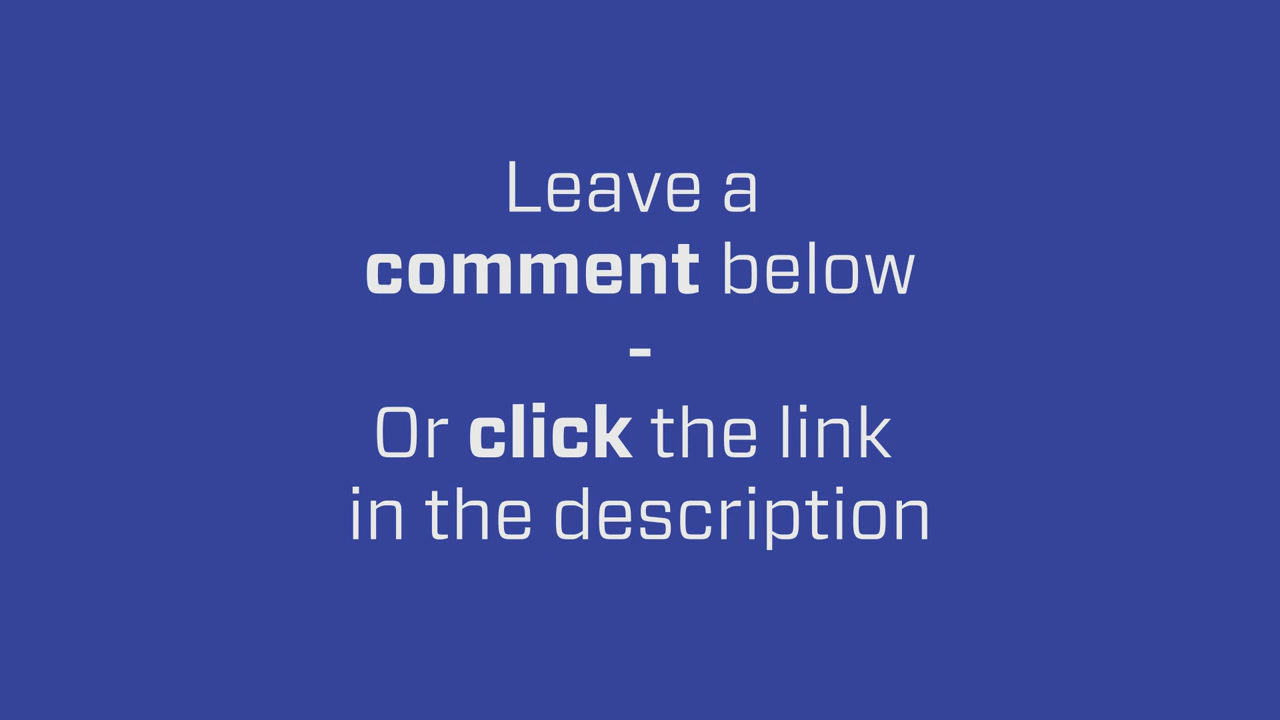 Leave a
comment below
-
Or click the link
in the description